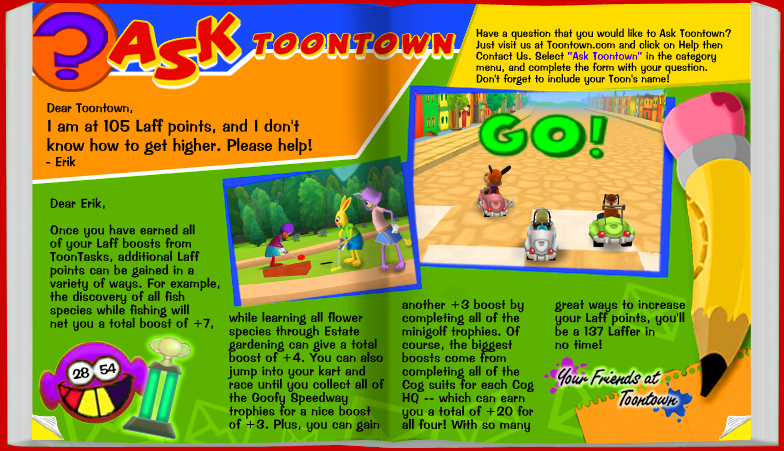 ?ASK TOONTOWN
Have a question that you would like to Ask Toontown?
Just visit us at Toontown.com and click on Help then
Contact Us. Select "Ask Toontown" in the category
menu, and complete the form with your question.
Don't forget to include your Toon's name!
Dear Toontown,
I am at 105 Laff points, and I don't
know how to get higher. Please help!
- Erik
GO!
Dear Erik,
Once you have earned all
of your Laff boosts from
ToonTasks, additional Laff
points can be gained in a
variety of ways. For example,
the discovery of all fish
species while fishing will
net you a total boost of +7,
28 54
while learning all flower
species through Estate
gardening can give a total
boost of +4. You can also
jump into your kart and
race until you collect all of
the Goofy Speedway
trophies for a nice boost
of +3. Plus, you can gain
another +3 boost by
completing all of the
minigolf trophies. Of
course, the biggest
boosts come from
completing all of the
Cog suits for each Cog
HQ -- which can earn
you a total of +20 for
all four! With so many
great ways to increase
your Laff points, you'll
be a 137 Laffer in
no time!
Your Friends at
Toontown